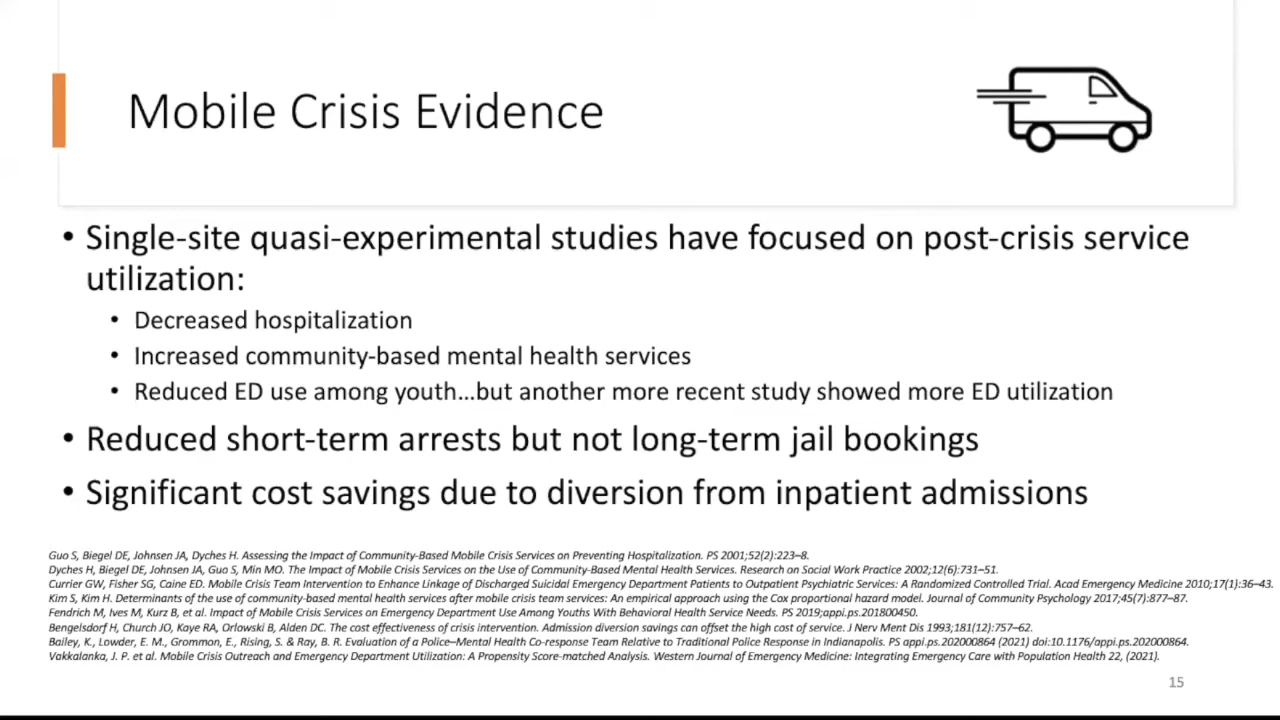 Mobile Crisis Evidence
• Single-site quasi-experimental studies have focused on post-crisis service
utilization:
• Decreased hospitalization
• Increased community-based mental health services
• Reduced ED use among youth...but another more recent study showed more ED utilization
• Reduced short-term arrests but not long-term jail bookings
• Significant cost savings due to diversion from inpatient admissions
Guo S, Biegel DE, Johnsen JA, Dyches H. Assessing the Impact of Community-Based Mobile Crisis Services on Preventing Hospitalization. PS 2001;52(2):223–8.
Dyches H, Biegel DE, Johnsen JA, Guo S, Min MO. The Impact of Mobile Crisis Services on the Use of Community-Based Mental Health Services. Research on Social Work Practice 2002;12(6):731–51.
Currier GW, Fisher SG, Caine ED. Mobile Crisis Team Intervention to Enhance Linkage of Discharged Suicidal Emergency Department Patients to Outpatient Psychiatric Services: A Randomized Controlled Trial. Acad Emergency Medicine 2010;17(1):36–43.
Kim S, Kim H. Determinants of the use of community-based mental health services after mobile crisis team services: An empirical approach using the Cox proportional hazard model. Journal of Community Psychology 2017;45(7):877–87.
Fendrich M, Ives M, Kurz B, et al. Impact of Mobile Crisis Services on Emergency Department Use Among Youths With Behavioral Health Service Needs. PS 2019;appi.ps.201800450.
Bengelsdorf H, Church JO, Kaye RA, Orlowski B, Alden DC. The cost effectiveness of crisis intervention. Admission diversion savings can offset the high cost of service. J Nerv Ment Dis 1993;181(12):757–62.
Bailey, K., Lowder, E. M., Grommon, E., Rising, S. & Ray, B. R. Evaluation of a Police–Mental Health Co-response Team Relative to Traditional Police Response in Indianapolis. PS appi.ps.202000864 (2021) doi:10.1176/appi.ps.202000864.
Vakkalanka, J. P. et al. Mobile Crisis Outreach and Emergency Department Utilization: A Propensity Score-matched Analysis. Western Journal of Emergency Medicine: Integrating Emergency Care with Population Health 22, (2021).
15